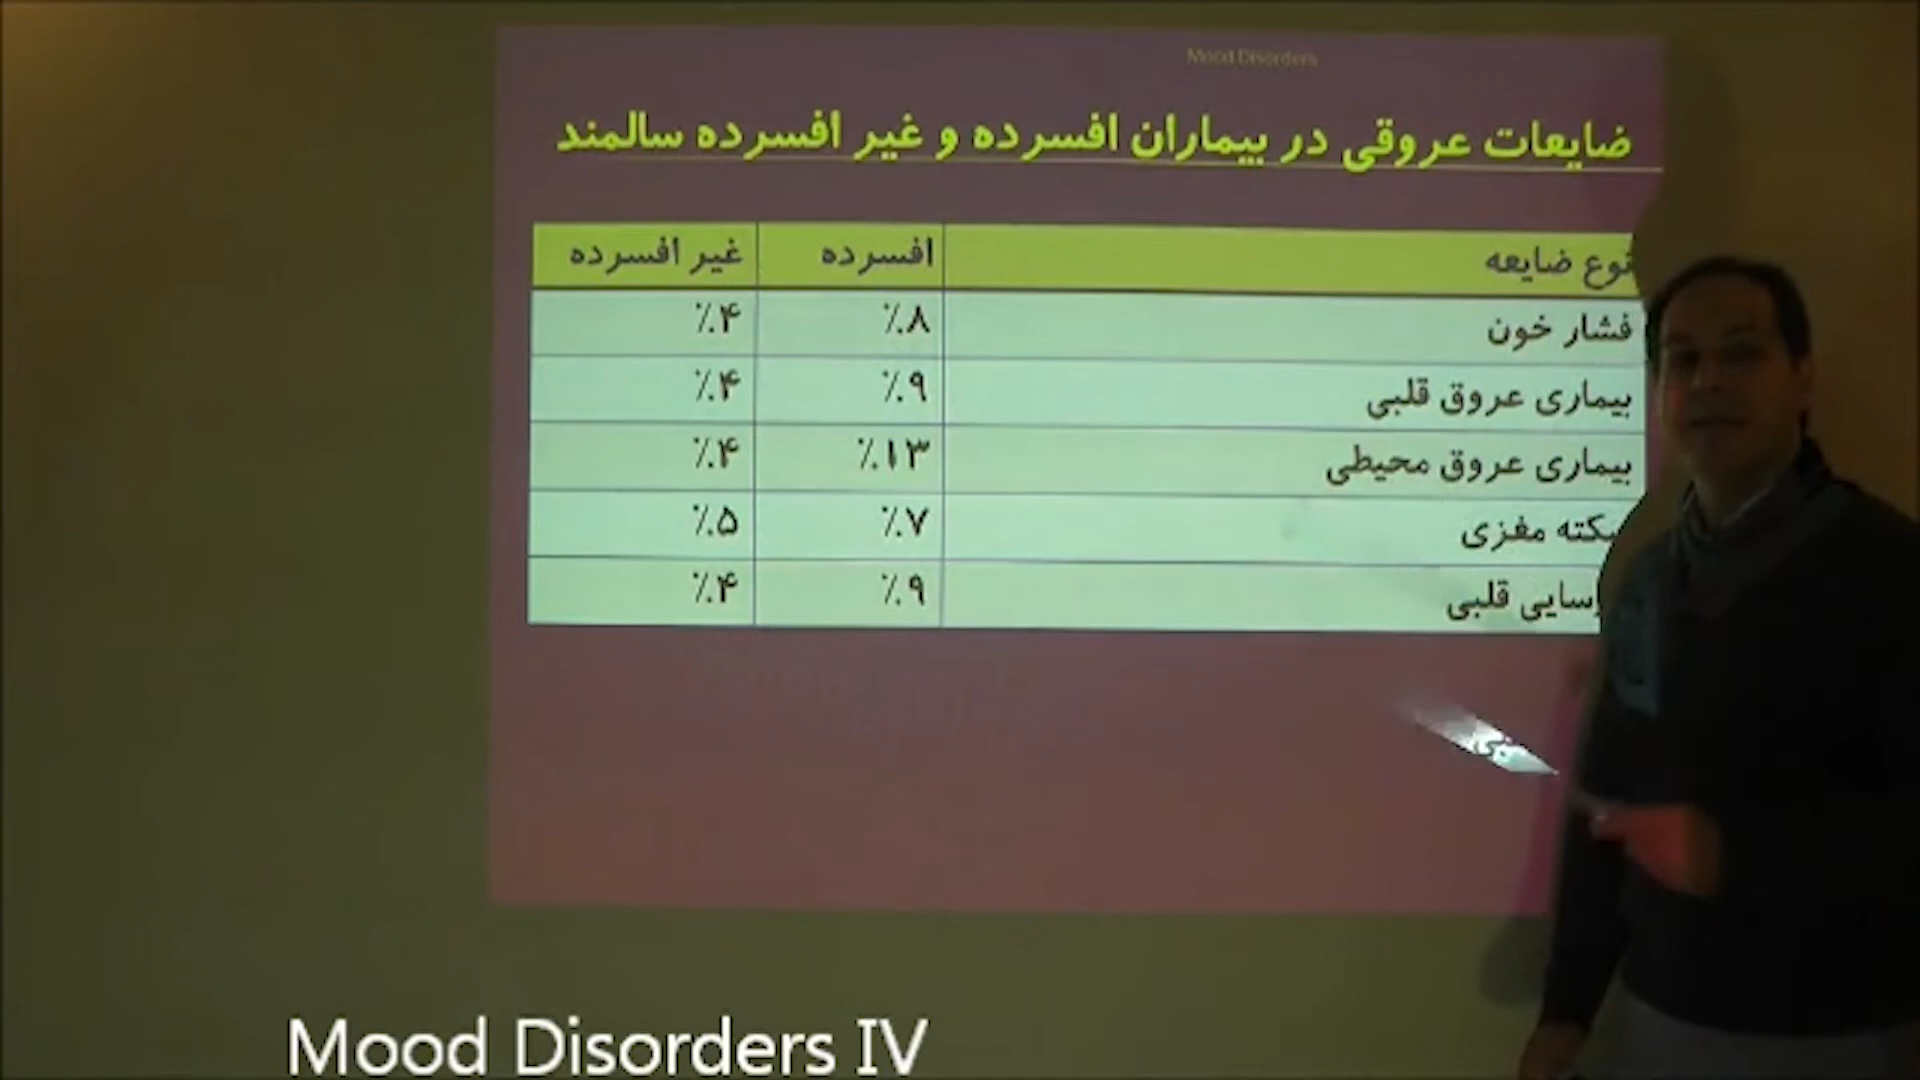 Mood Disorders
ضایعات عروقی در بیماران افسرده و غیر افسرده سالمند
نوع ضایعه افسرده غیر افسرده
فشار خون ٪۸ ٪۴
بیماری عروق قلبی ٪۹ ٪۴
بیماری عروق محیطی ٪۱۳ ٪۴
مغزی ٪۷ ٪۵
قلبی ٪۹ ٪۴
Mood Disorders IV